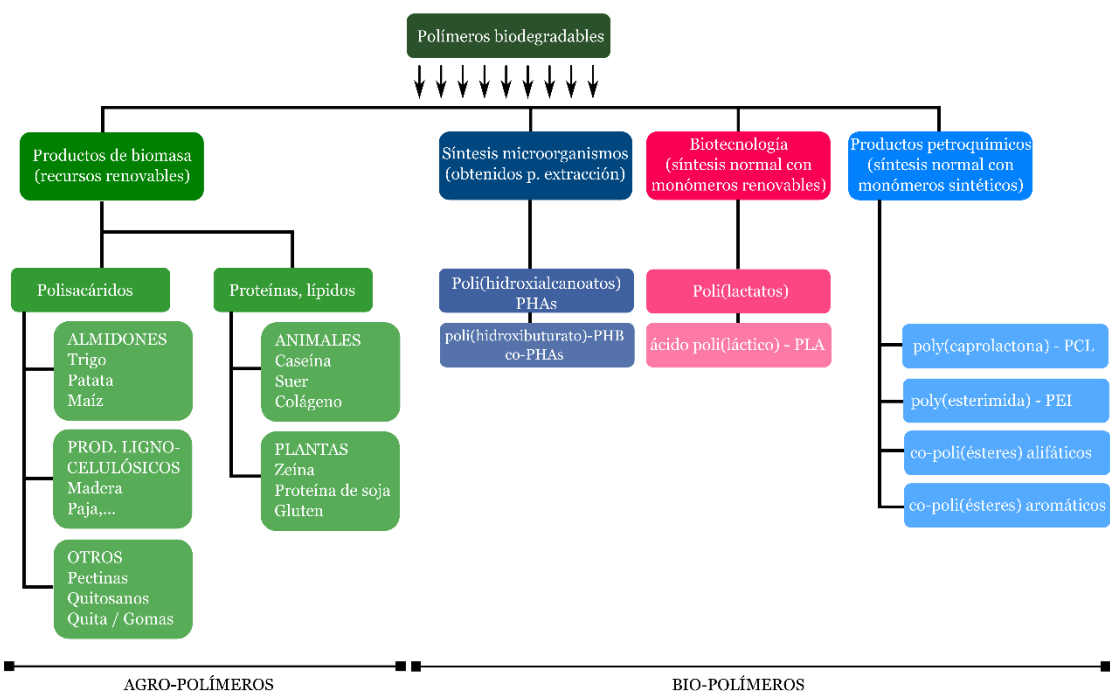 Polímeros biodegradables
Productos de biomasa
(recursos renovables)
Síntesis microorganismos
(obtenidos p. extracción)
Biotecnología
(síntesis normal con
monómeros renovables)
Productos petroquímicos
(síntesis normal con
monómeros sintéticos)
Polisacáridos
Proteínas, lípidos
Poli(hidroxialcanoatos)
PHAs
Poli(lactatos)
ALMIDONES
Trigo
Patata
Maíz
ANIMALES
Caseína
Suer
Colágeno
poli(hidroxibuturato)-PHB
co-PHAs
ácido poli(láctico) - PLA
poly(caprolactona) - PCL
poly(esterimida) - PEI
co-poli(ésteres) alifáticos
co-poli(ésteres) aromáticos
PROD. LIGNO-
CELULÓSICOS
Madera
Paja,...
PLANTAS
Zeína
Proteína de soja
Gluten
OTROS
Pectinas
Quitosanos
Quita / Gomas
AGRO-POLÍMEROS
BIO-POLÍMEROS